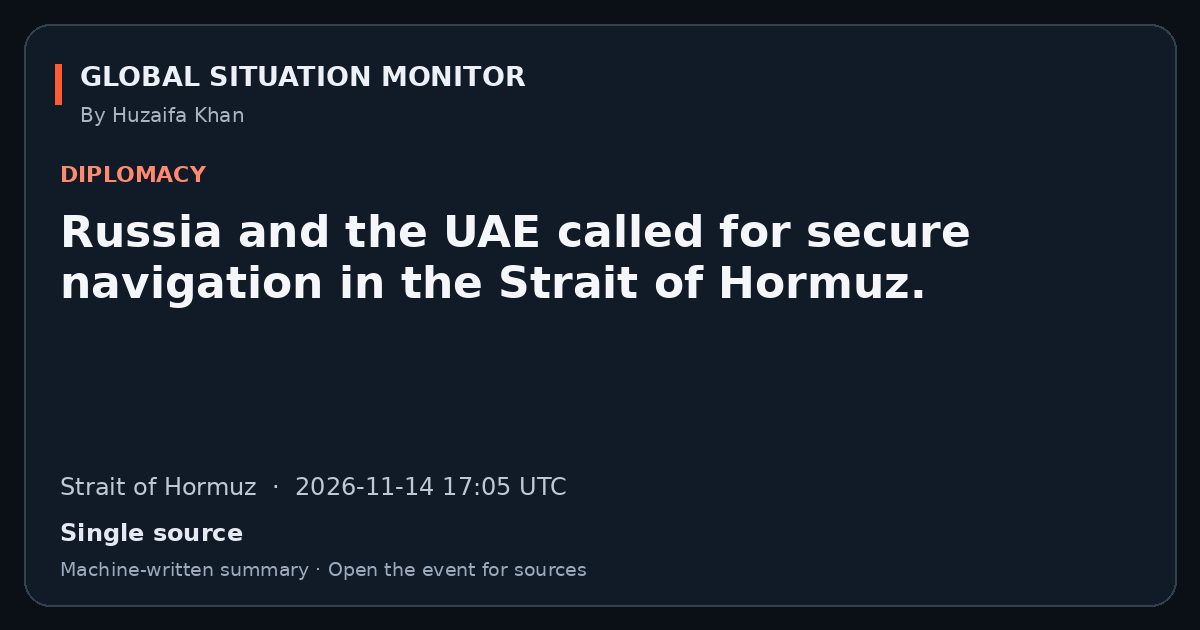 GLOBAL SITUATION MONITOR
By Huzaifa Khan
DIPLOMACY
Russia and the UAE called for secure
navigation in the Strait of Hormuz.
Strait of Hormuz · 2026-11-14 17:05 UTC
Single source
Machine-written summary · Open the event for sources